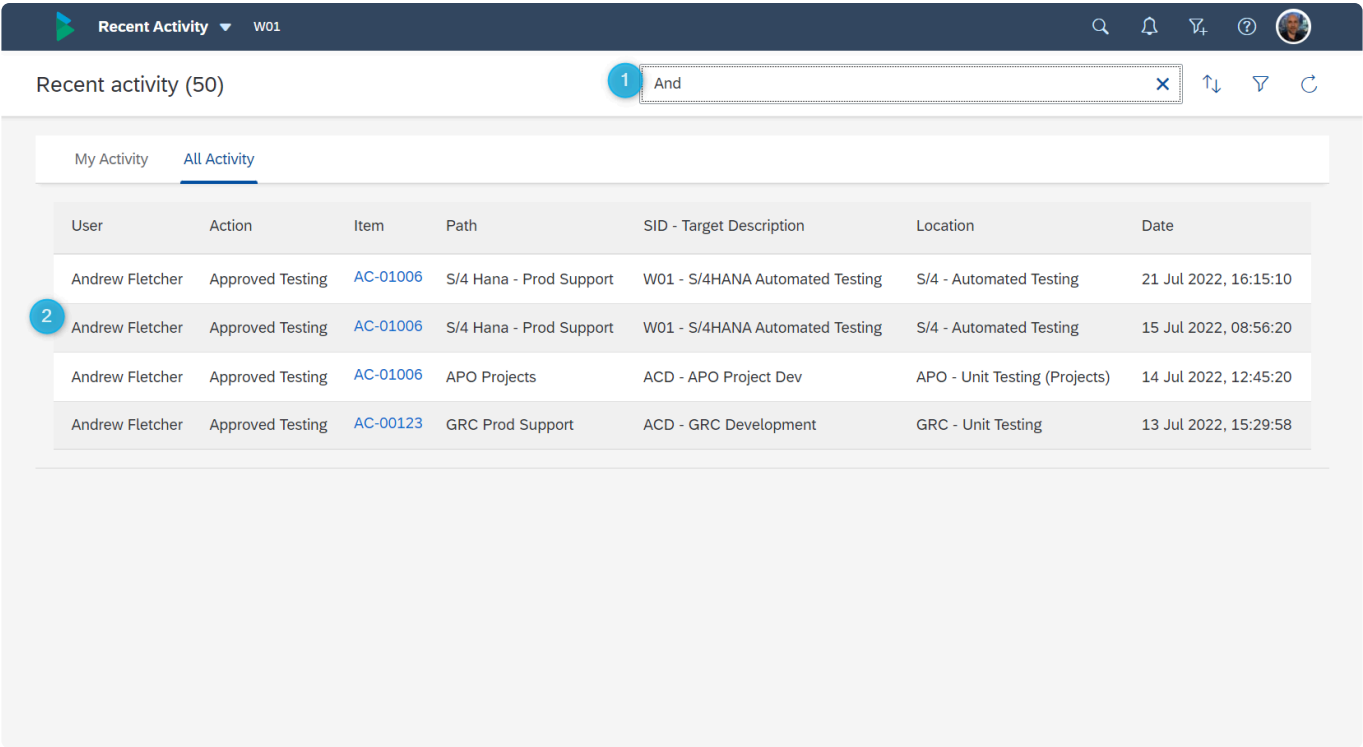 Recent Activity W01
Recent activity (50)
1 And
My Activity All Activity
User Action Item Path SID - Target Description Location Date
Andrew Fletcher Approved Testing AC-01006 S/4 Hana - Prod Support W01 - S/4HANA Automated Testing S/4 - Automated Testing 21 Jul 2022, 16:15:10
2 Andrew Fletcher Approved Testing AC-01006 S/4 Hana - Prod Support W01 - S/4HANA Automated Testing S/4 - Automated Testing 15 Jul 2022, 08:56:20
Andrew Fletcher Approved Testing AC-01006 APO Projects ACD - APO Project Dev APO - Unit Testing (Projects) 14 Jul 2022, 12:45:20
Andrew Fletcher Approved Testing AC-00123 GRC Prod Support ACD - GRC Development GRC - Unit Testing 13 Jul 2022, 15:29:58